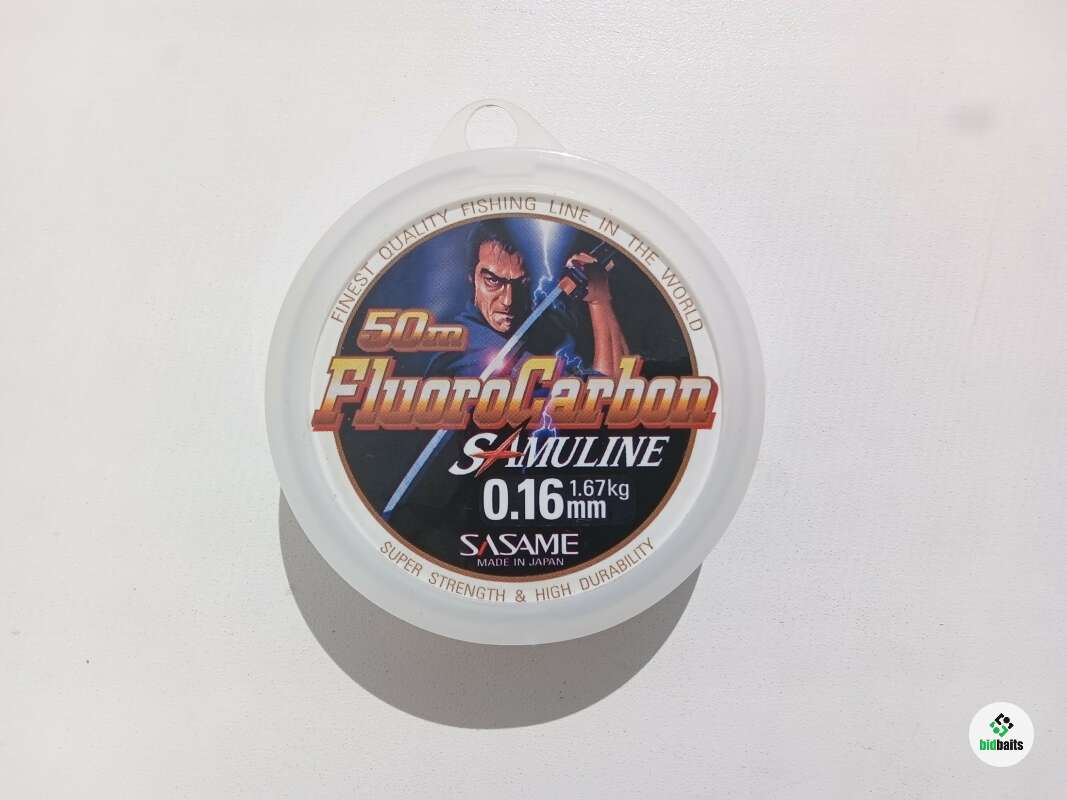 FINEST QUALITY FISHING LINE IN THE WORLD
50m
FluoroCarbon
SAMULINE
0.16mm 1.67kg
SASAME
MADE IN JAPAN
SUPER STRENGTH & HIGH DURABILITY
bidbaits